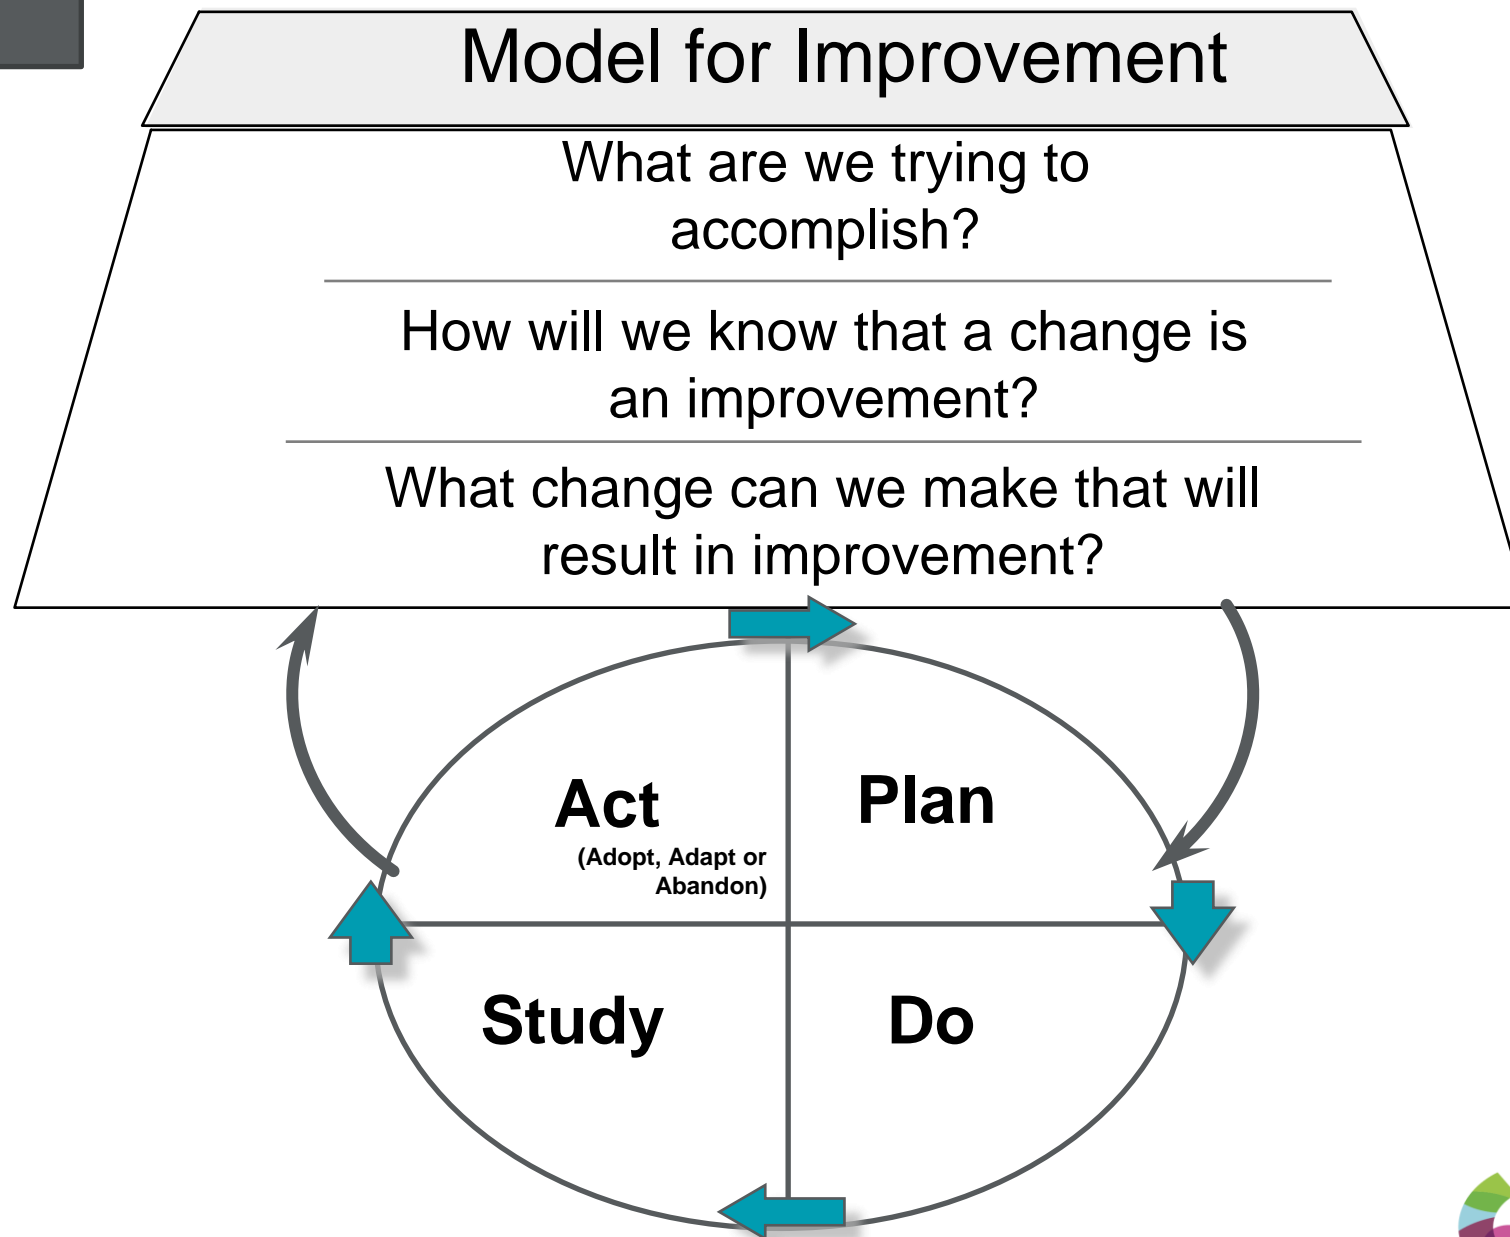 Model for Improvement
What are we trying to
accomplish?
How will we know that a change is
an improvement?
What change can we make that will
result in improvement?
Act
(Adopt, Adapt or
Abandon)
Plan
Study
Do